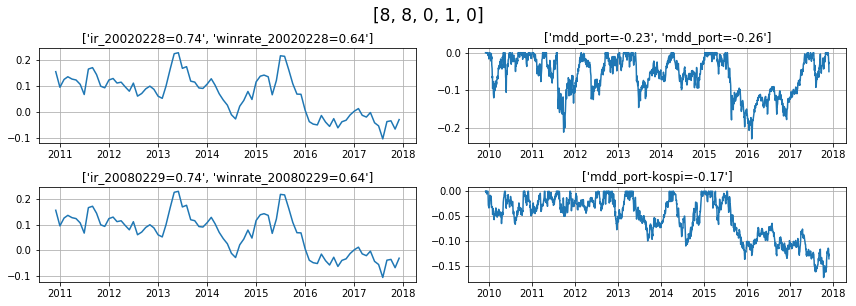 [8, 8, 0, 1, 0]
['ir_20020228=0.74', 'winrate_20020228=0.64']
0.2
0.1
0.0
−0.1
2011 2012 2013 2014 2015 2016 2017 2018
['mdd_port=-0.23', 'mdd_port=-0.26']
0.0
−0.1
−0.2
2010 2011 2012 2013 2014 2015 2016 2017 2018
['ir_20080229=0.74', 'winrate_20080229=0.64']
0.2
0.1
0.0
−0.1
2011 2012 2013 2014 2015 2016 2017 2018
['mdd_port-kospi=-0.17']
0.00
−0.05
−0.10
−0.15
2010 2011 2012 2013 2014 2015 2016 2017 2018